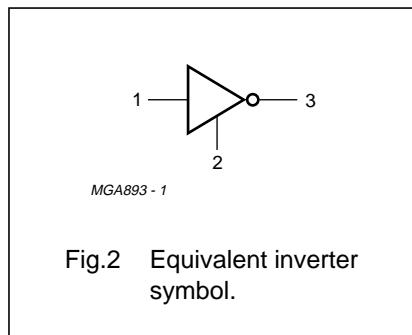 1
3
2
MGA893 - 1
Fig.2 Equivalent inverter
symbol.